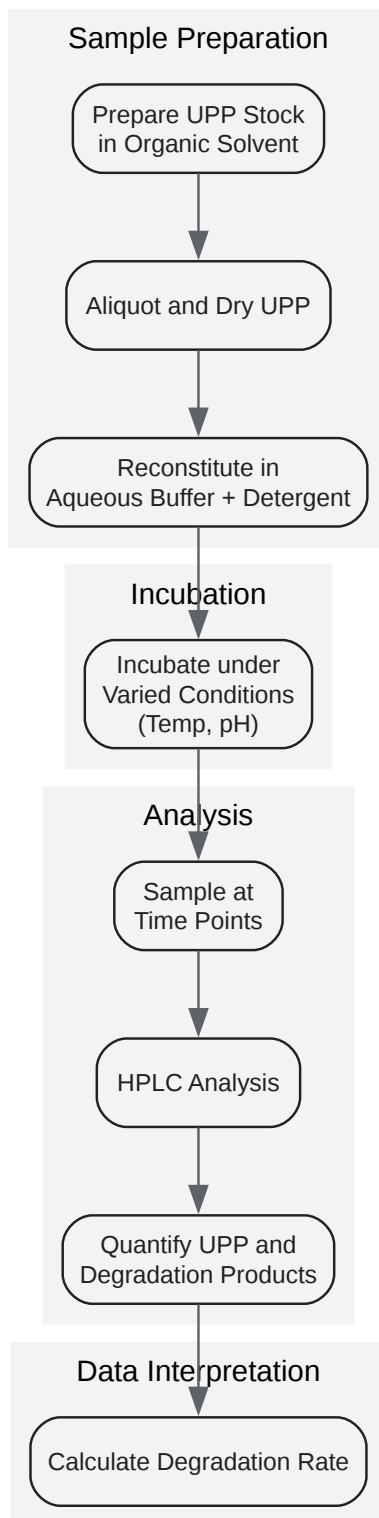 Sample Preparation
Prepare UPP Stock
in Organic Solvent
Aliquot and Dry UPP
Reconstitute in
Aqueous Buffer + Detergent
Incubation
Incubate under
Varied Conditions
(Temp, pH)
Analysis
Sample at
Time Points
HPLC Analysis
Quantify UPP and
Degradation Products
Data Interpretation
Calculate Degradation Rate